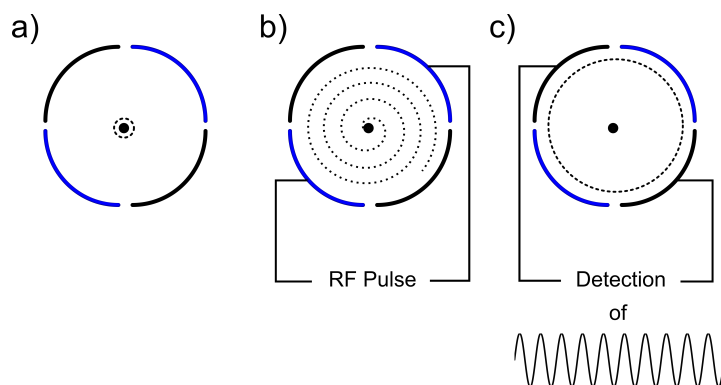 a)
b)
c)
RF Pulse
Detection
of